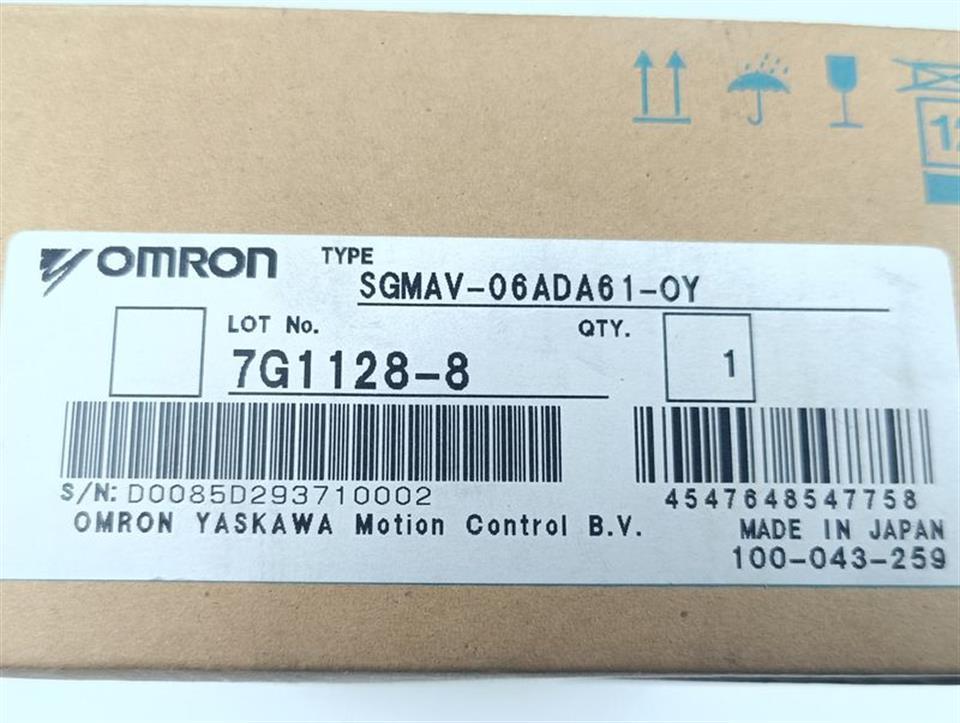 OMRON TYPE SGMAV-06ADA61-OY
LOT No. 7G1128-8 QTY. 1
S/N: D0085D293710002 4547648547758
OMRON YASKAWA Motion Control B.V. MADE IN JAPAN
100-043-259